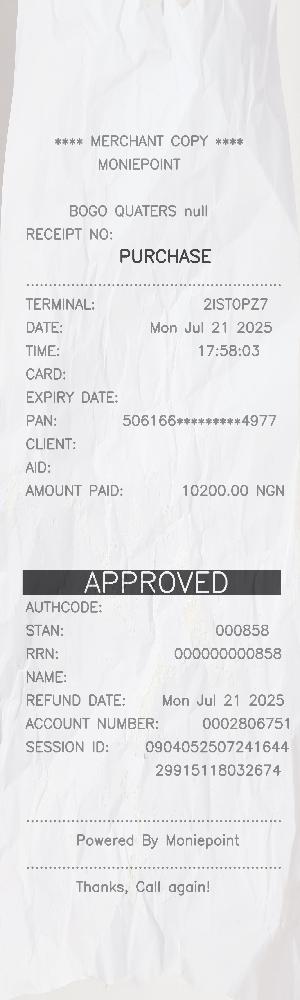 **** MERCHANT COPY ****
MONIEPOINT
BOGO QUATERS null
RECEIPT NO:
PURCHASE
TERMINAL: 2IST0PZ7
DATE: Mon Jul 21 2025
TIME: 17:58:03
CARD:
EXPIRY DATE:
PAN: 506166*********4977
CLIENT:
AID:
AMOUNT PAID: 10200.00 NGN
APPROVED
AUTHCODE:
STAN: 000858
RRN: 000000000858
NAME:
REFUND DATE: Mon Jul 21 2025
ACCOUNT NUMBER: 0002806751
SESSION ID: 0904052507241644
29915118032674
Powered By Moniepoint
Thanks, Call again!